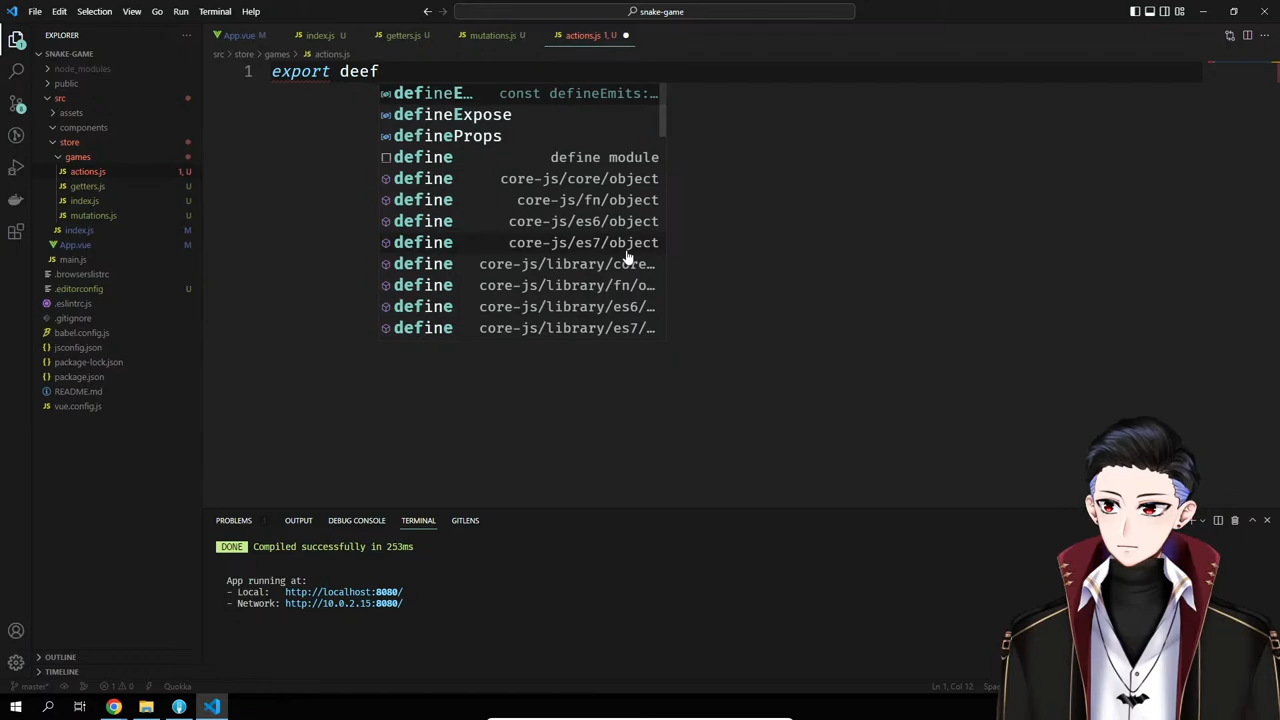 File Edit Selection View Go Run Terminal Help
snake-game
EXPLORER
SNAKE-GAME
node_modules
public
src
assets
components
store
games
actions.js 1, U
getters.js U
index.js U
mutations.js U
index.js M
App.vue M
main.js
.browserslistrc
.editorconfig U
.eslintrc.js
.gitignore
babel.config.js
jsconfig.json
package-lock.json
package.json
README.md
vue.config.js
OUTLINE
TIMELINE
App.vue M index.js U getters.js U mutations.js U actions.js 1, U
src > store > games > actions.js
1 export deef
defineE... const defineEmits:...
defineExpose
defineProps
define define module
define core-js/core/object
define core-js/fn/object
define core-js/es6/object
define core-js/es7/object
define core-js/library/core...
define core-js/library/fn/o...
define core-js/library/es6/...
define core-js/library/es7/...
PROBLEMS OUTPUT DEBUG CONSOLE TERMINAL GITLENS
DONE Compiled successfully in 253ms
App running at:
- Local: http://localhost:8080/
- Network: http://10.0.2.15:8080/
master* 1 0 Quokka Ln 1, Col 12